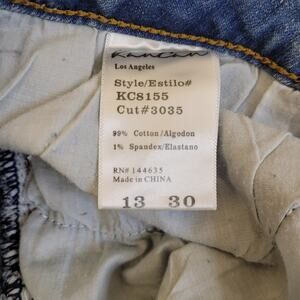 KanCan
Los Angeles
Style/Estilo#
KC8155
Cut#3035
99% Cotton/Algodon
1% Spandex/Elastano
RN# 144635
Made in CHINA
13 30